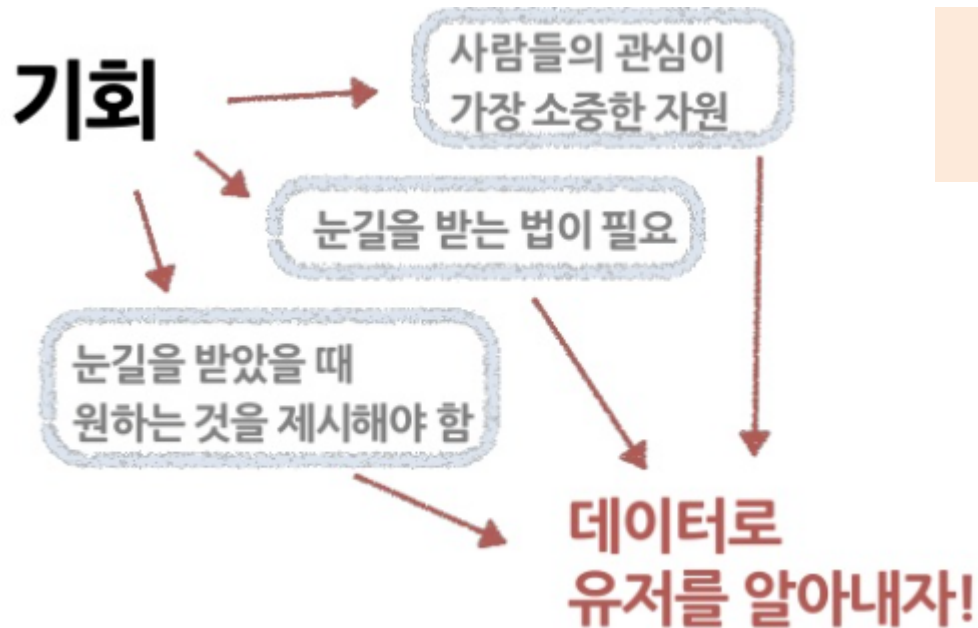 기회
사람들의 관심이
가장 소중한 자원
눈길을 받는 법이 필요
눈길을 받았을 때
원하는 것을 제시해야 함
데이터로
유저를 알아내자!